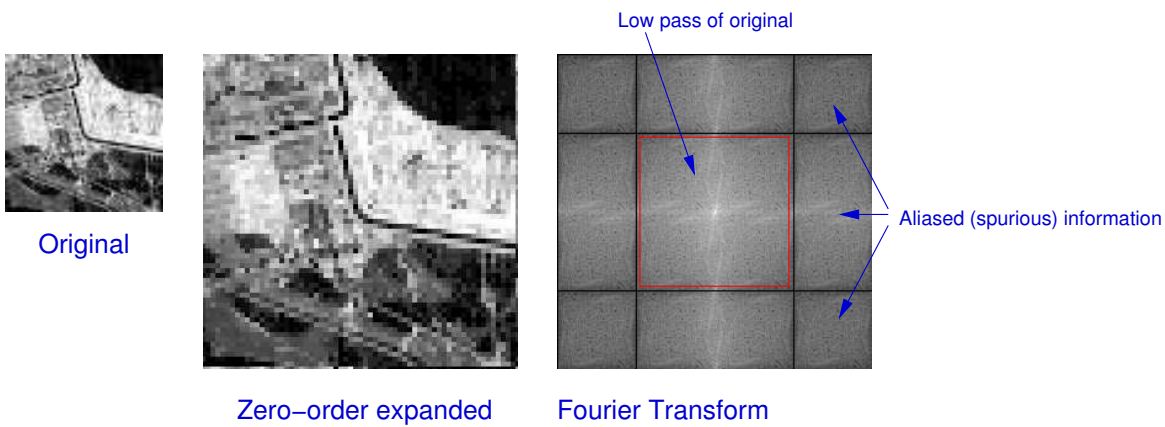 Low pass of original
Aliased (spurious) information
Original
Zero−order expanded
Fourier Transform